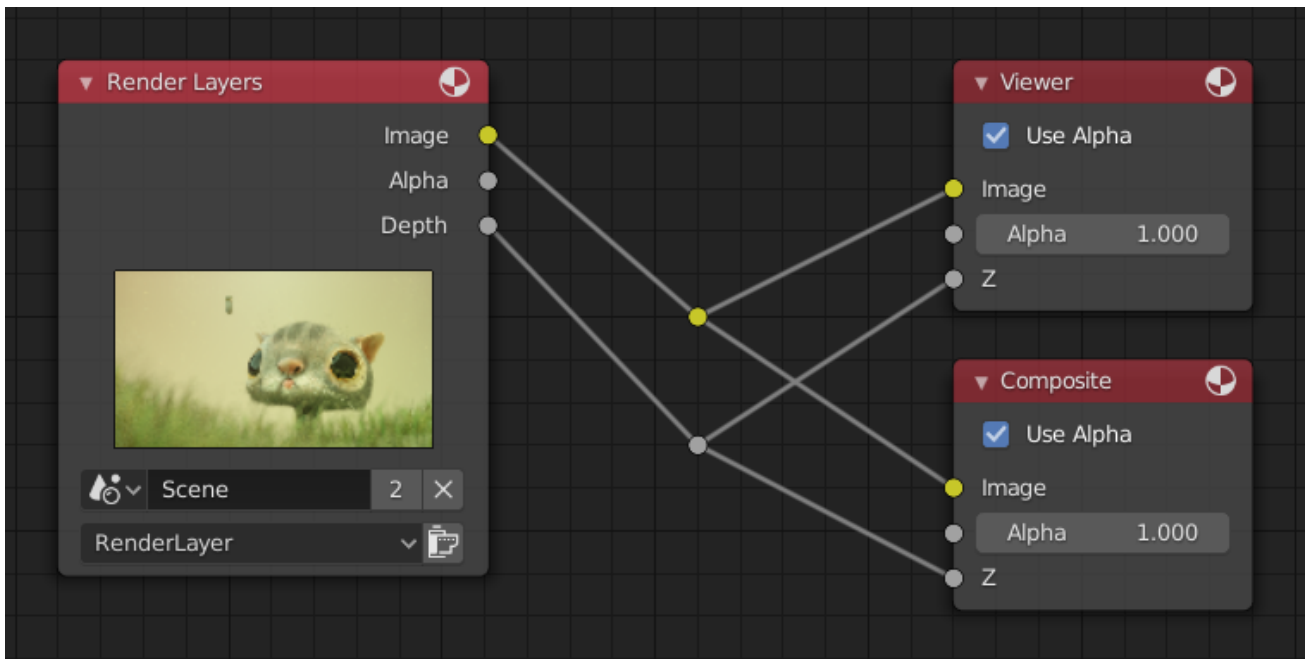 Render Layers
Image
Alpha
Depth
Scene 2
RenderLayer
Viewer
Use Alpha
Image
Alpha 1.000
Z
Composite
Use Alpha
Image
Alpha 1.000
Z